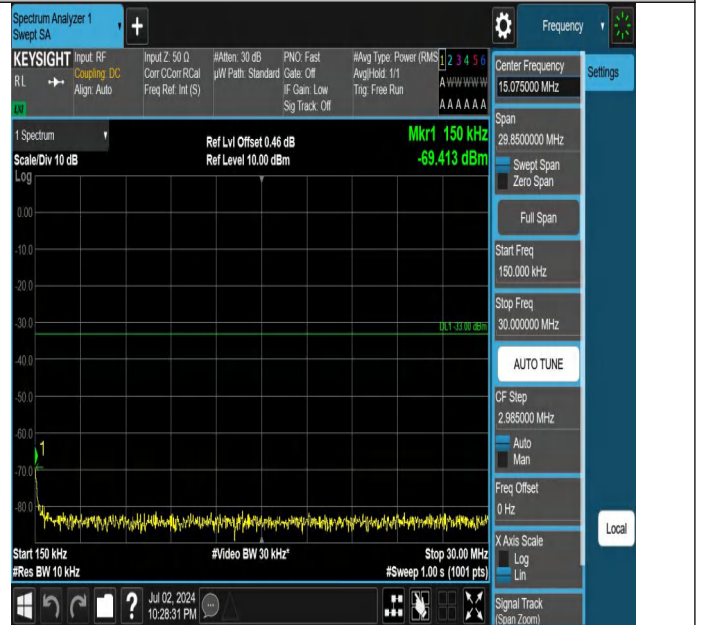 Spectrum Analyzer 1
Swept SA
Frequency
KEYSIGHT
RL
Input: RF
Coupling: DC
Align: Auto
Input Z: 50 Ω
Corr CCorr RCal
Freq Ref: Int (S)
#Atten: 30 dB
µW Path: Standard
PNO: Fast
Gate: Off
IF Gain: Low
Sig Track: Off
#Avg Type: Power (RMS
Avg|Hold: 1/1
Trig: Free Run
1 2 3 4 5 6
A W W W W W
A A A A A A
LXI
1 Spectrum
Scale/Div 10 dB
Log
Ref Lvl Offset 0.46 dB
Ref Level 10.00 dBm
Mkr1 150 kHz
-69.413 dBm
0.00
-10.0
-20.0
-30.0
DL1 -33.00 dBm
-40.0
-50.0
-60.0
1
-70.0
-80.0
Start 150 kHz
#Res BW 10 kHz
#Video BW 30 kHz*
Stop 30.00 MHz
#Sweep 1.00 s (1001 pts)
Jul 02, 2024
10:28:31 PM
Center Frequency
15.075000 MHz
Settings
Span
29.8500000 MHz
Swept Span
Zero Span
Full Span
Start Freq
150.000 kHz
Stop Freq
30.000000 MHz
AUTO TUNE
CF Step
2.985000 MHz
Auto
Man
Freq Offset
0 Hz
Local
X Axis Scale
Log
Lin
Signal Track
(Span Zoom)